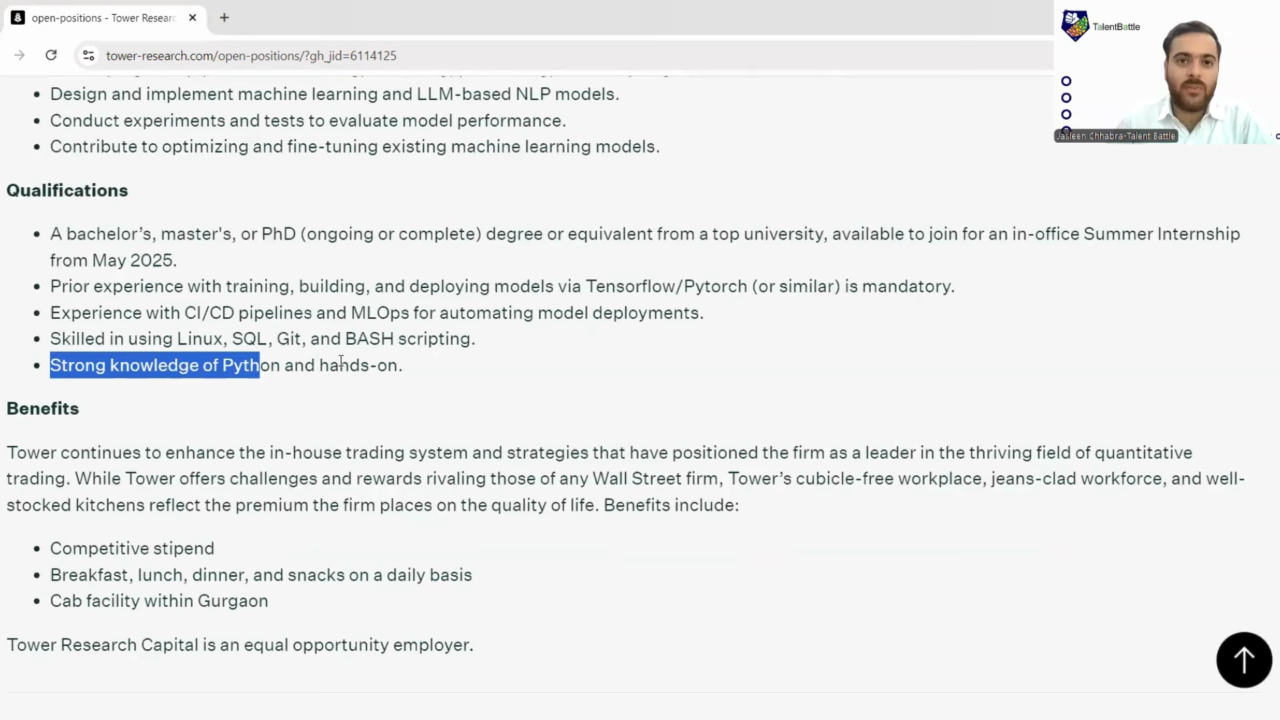 open-positions - Tower Researc
tower-research.com/open-positions/?gh_jid=6114125
TalentBattle
Jasleen Chhabra-Talent Battle
Design and implement machine learning and LLM-based NLP models.
Conduct experiments and tests to evaluate model performance.
Contribute to optimizing and fine-tuning existing machine learning models.
Qualifications
A bachelor’s, master's, or PhD (ongoing or complete) degree or equivalent from a top university, available to join for an in-office Summer Internship
from May 2025.
Prior experience with training, building, and deploying models via Tensorflow/Pytorch (or similar) is mandatory.
Experience with CI/CD pipelines and MLOps for automating model deployments.
Skilled in using Linux, SQL, Git, and BASH scripting.
Strong knowledge of Python and hands-on.
Benefits
Tower continues to enhance the in-house trading system and strategies that have positioned the firm as a leader in the thriving field of quantitative
trading. While Tower offers challenges and rewards rivaling those of any Wall Street firm, Tower’s cubicle-free workplace, jeans-clad workforce, and well-
stocked kitchens reflect the premium the firm places on the quality of life. Benefits include:
Competitive stipend
Breakfast, lunch, dinner, and snacks on a daily basis
Cab facility within Gurgaon
Tower Research Capital is an equal opportunity employer.